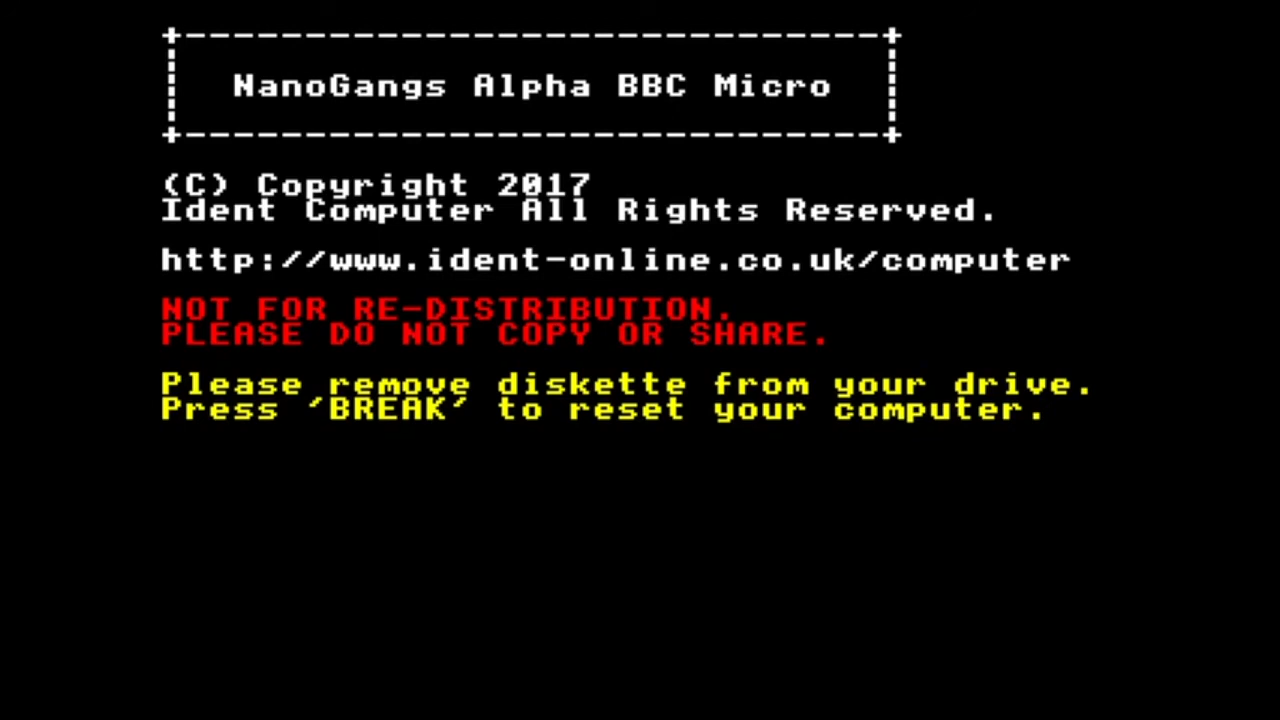 NanoGangs Alpha BBC Micro
(C) Copyright 2017
Ident Computer All Rights Reserved.
http://www.ident-online.co.uk/computer
NOT FOR RE-DISTRIBUTION.
PLEASE DO NOT COPY OR SHARE.
Please remove diskette from your drive.
Press 'BREAK' to reset your computer.